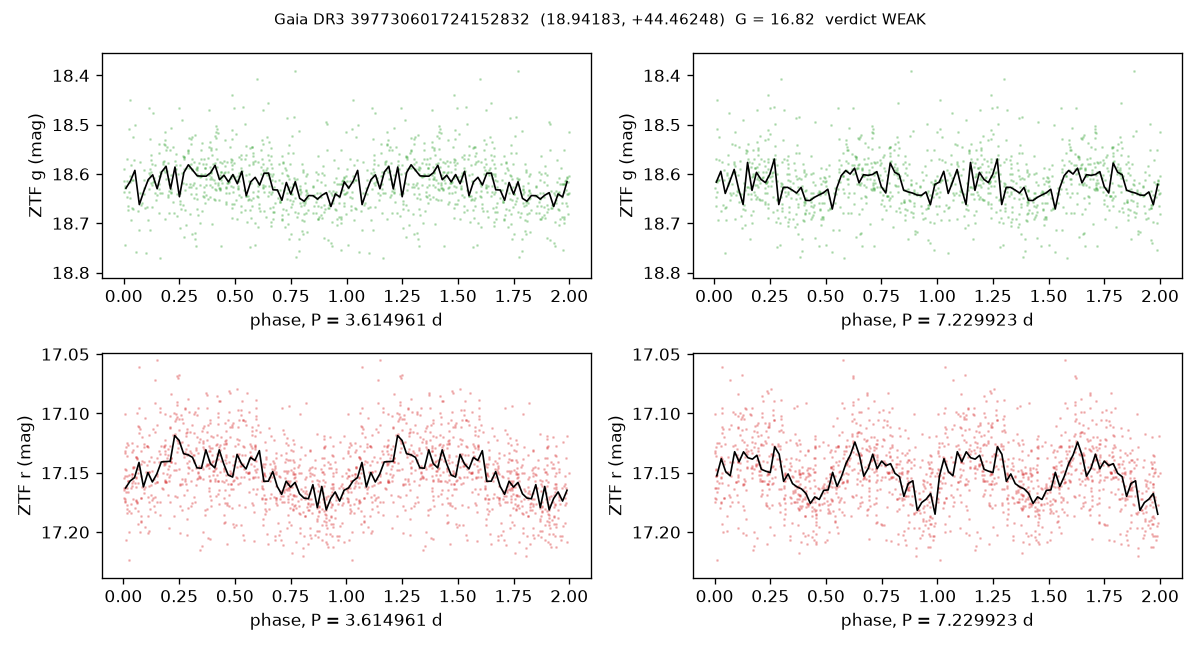 Gaia DR3 397730601724152832  (18.94183, +44.46248)  G = 16.82  verdict WEAK
ZTF g (mag)
18.4
18.5
18.6
18.7
18.8
0.00 0.25 0.50 0.75 1.00 1.25 1.50 1.75 2.00
phase, P = 3.614961 d
ZTF g (mag)
18.4
18.5
18.6
18.7
18.8
0.00 0.25 0.50 0.75 1.00 1.25 1.50 1.75 2.00
phase, P = 7.229923 d
ZTF r (mag)
17.05
17.10
17.15
17.20
0.00 0.25 0.50 0.75 1.00 1.25 1.50 1.75 2.00
phase, P = 3.614961 d
ZTF r (mag)
17.05
17.10
17.15
17.20
0.00 0.25 0.50 0.75 1.00 1.25 1.50 1.75 2.00
phase, P = 7.229923 d